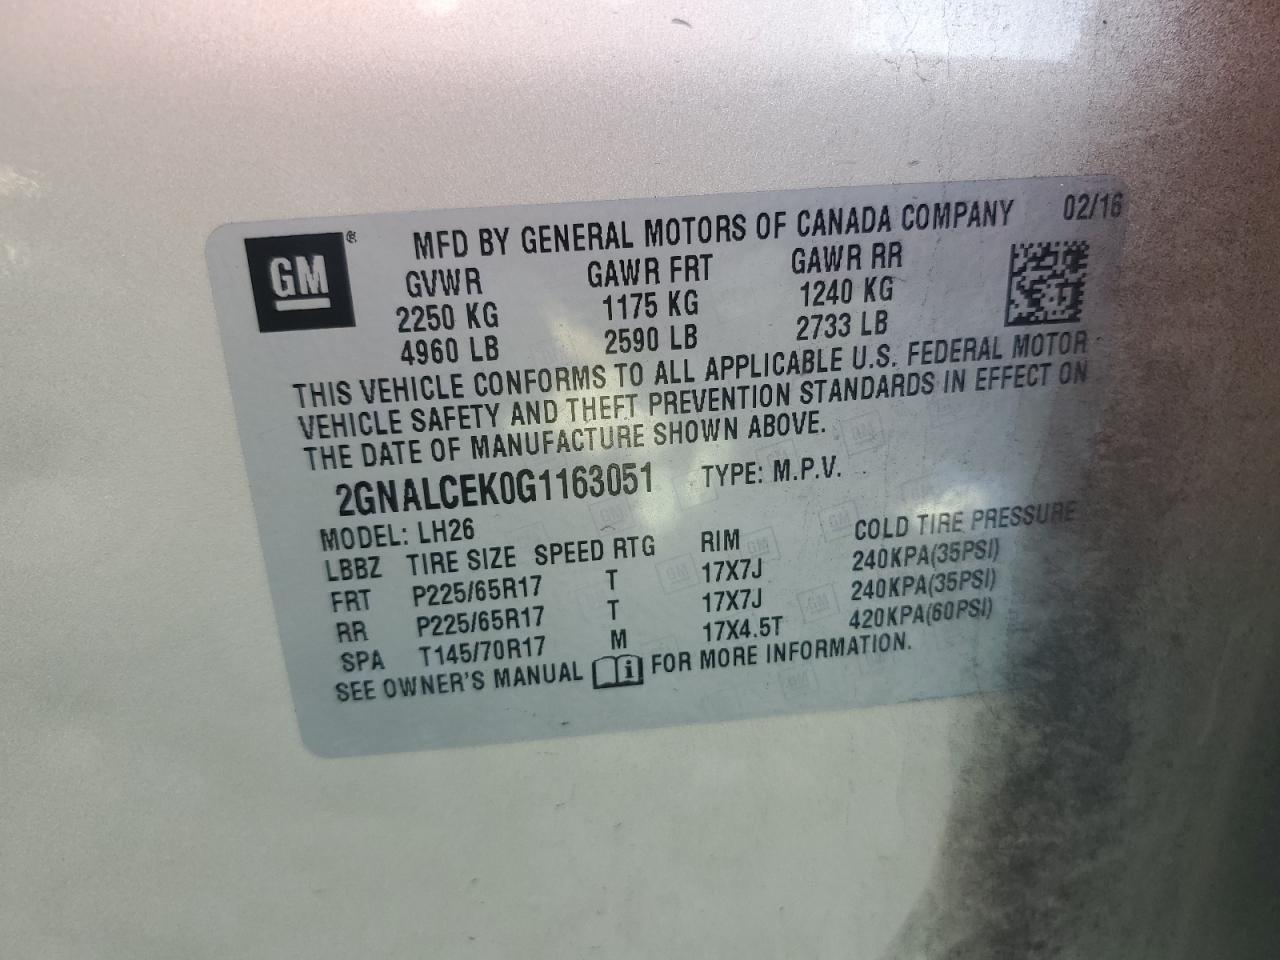 GM ® MFD BY GENERAL MOTORS OF CANADA COMPANY 02/16
GVWR GAWR FRT GAWR RR
2250 KG 1175 KG 1240 KG
4960 LB 2590 LB 2733 LB
THIS VEHICLE CONFORMS TO ALL APPLICABLE U.S. FEDERAL MOTOR
VEHICLE SAFETY AND THEFT PREVENTION STANDARDS IN EFFECT ON
THE DATE OF MANUFACTURE SHOWN ABOVE.
2GNALCEK0G1163051 TYPE: M.P.V.
MODEL: LH26
LBBZ TIRE SIZE SPEED RTG RIM COLD TIRE PRESSURE
FRT P225/65R17 T 17X7J 240KPA(35PSI)
RR P225/65R17 T 17X7J 240KPA(35PSI)
SPA T145/70R17 M 17X4.5T 420KPA(60PSI)
SEE OWNER'S MANUAL i FOR MORE INFORMATION.